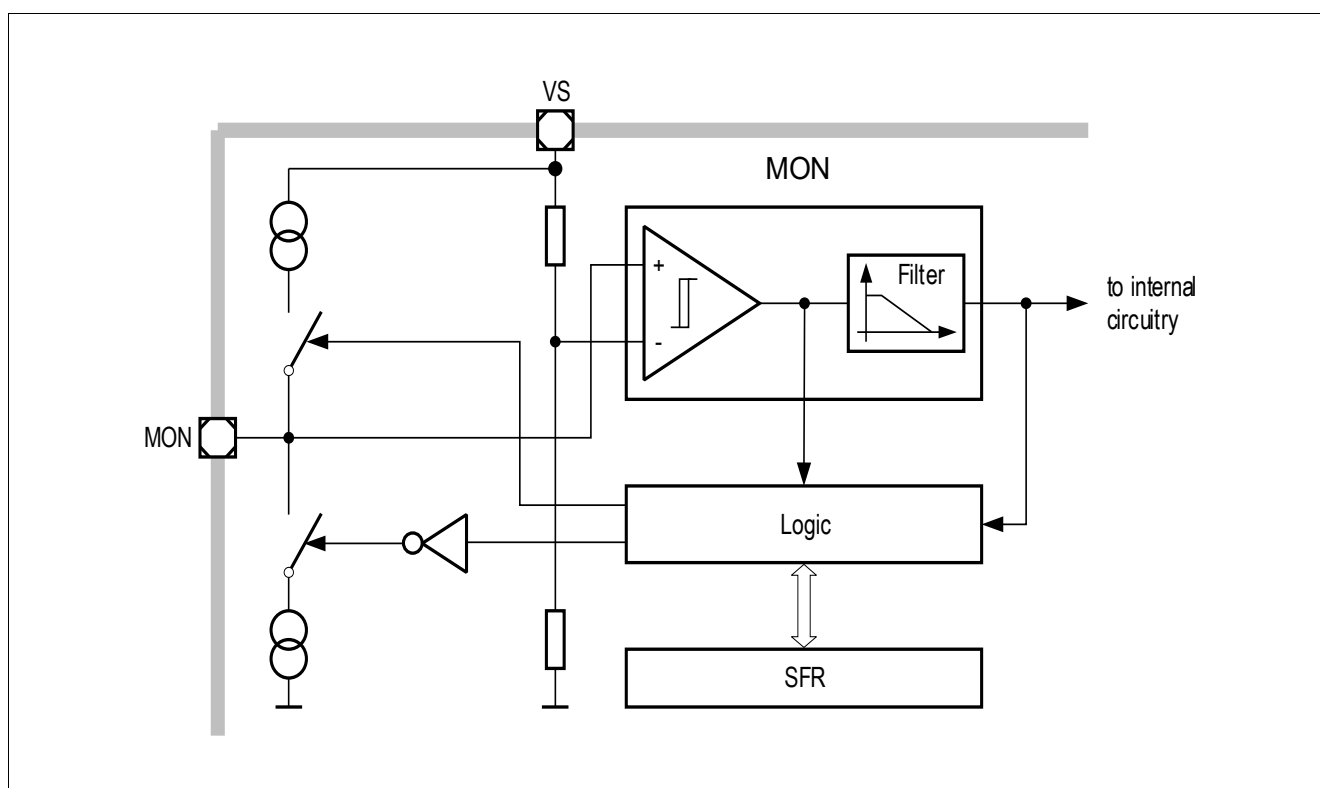 VS
MON
+
-
Filter
to internal
circuitry
MON
Logic
SFR